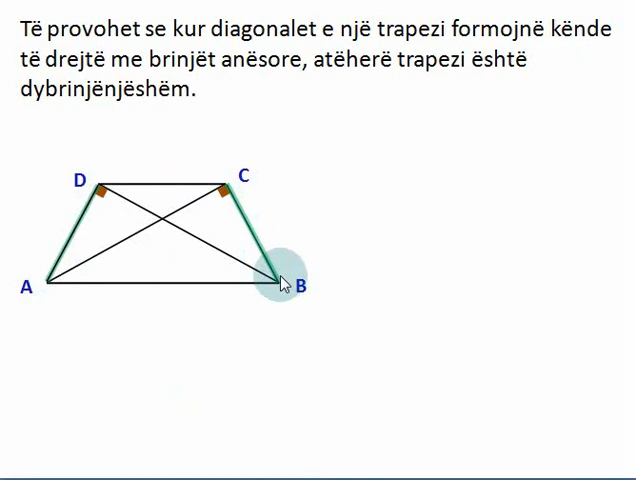 Të provohet se kur diagonalet e një trapezi formojnë kënde
të drejtë me brinjët anësore, atëherë trapezi është
dybrinjënjëshëm.
D
C
A
B